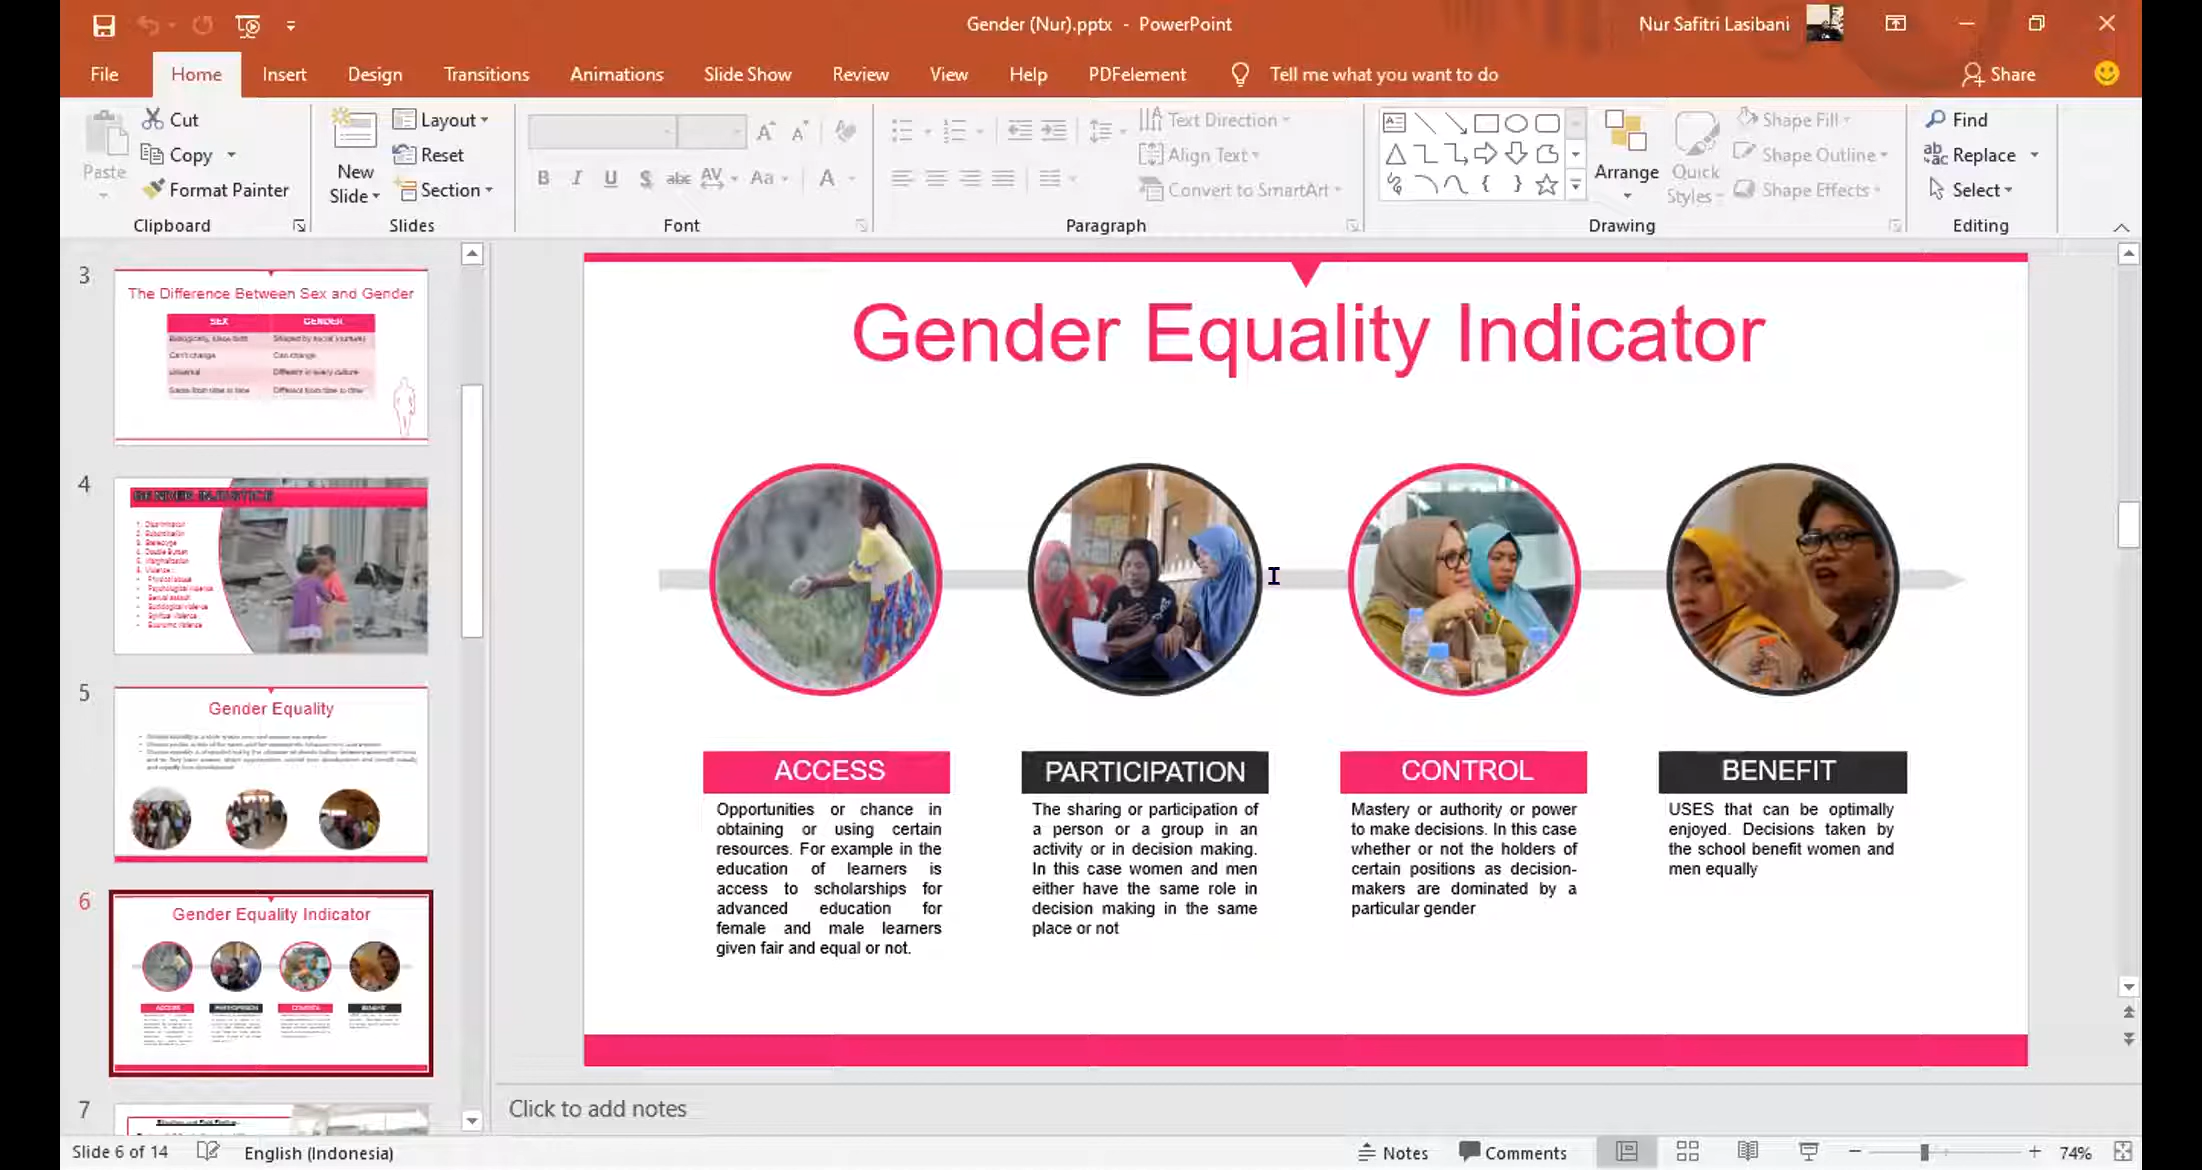 Gender (Nur).pptx - PowerPoint
Nur Safitri Lasibani
File Home Insert Design Transitions Animations Slide Show Review View Help PDFelement Tell me what you want to do Share
Paste
Cut
Copy
Format Painter
Clipboard
New
Slide
Layout
Reset
Section
Slides
Font
Text Direction
Align Text
Convert to SmartArt
Paragraph
Arrange
Quick
Styles
Shape Fill
Shape Outline
Shape Effects
Drawing
Find
Replace
Select
Editing
3
The Difference Between Sex and Gender
SEX GENDER
Can't change Can change
4
GENDER INJUSTICE
5
Gender Equality
6
Gender Equality Indicator
7
Gender Equality Indicator
ACCESS
Opportunities or chance in
obtaining or using certain
resources. For example in the
education of learners is
access to scholarships for
advanced education for
female and male learners
given fair and equal or not.
PARTICIPATION
The sharing or participation of
a person or a group in an
activity or in decision making.
In this case women and men
either have the same role in
decision making in the same
place or not
CONTROL
Mastery or authority or power
to make decisions. In this case
whether or not the holders of
certain positions as decision-
makers are dominated by a
particular gender
BENEFIT
USES that can be optimally
enjoyed. Decisions taken by
the school benefit women and
men equally
Click to add notes
Slide 6 of 14
English (Indonesia)
Notes
Comments
74%